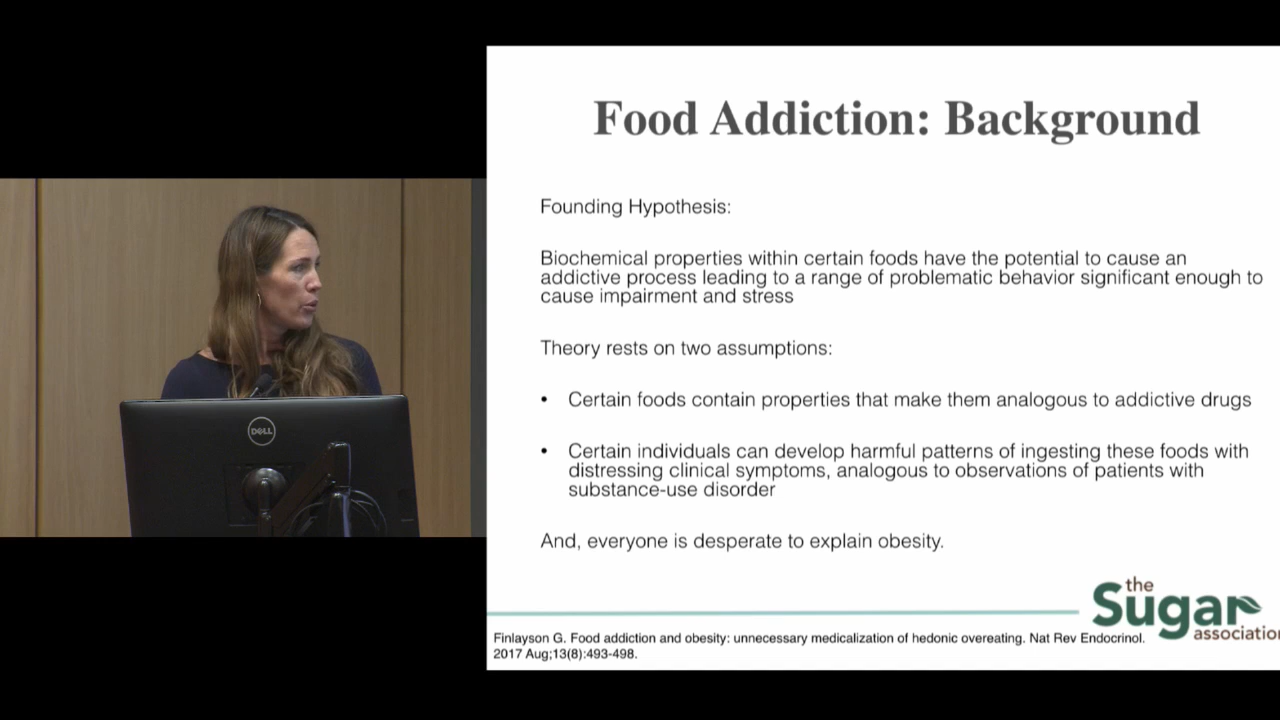 Food Addiction: Background
Founding Hypothesis:
Biochemical properties within certain foods have the potential to cause an
addictive process leading to a range of problematic behavior significant enough to
cause impairment and stress
Theory rests on two assumptions:
• Certain foods contain properties that make them analogous to addictive drugs
• Certain individuals can develop harmful patterns of ingesting these foods with
distressing clinical symptoms, analogous to observations of patients with
substance-use disorder
And, everyone is desperate to explain obesity.
the
Sugar
association
Finlayson G. Food addiction and obesity: unnecessary medicalization of hedonic overeating. Nat Rev Endocrinol.
2017 Aug;13(8):493-498.
DELL